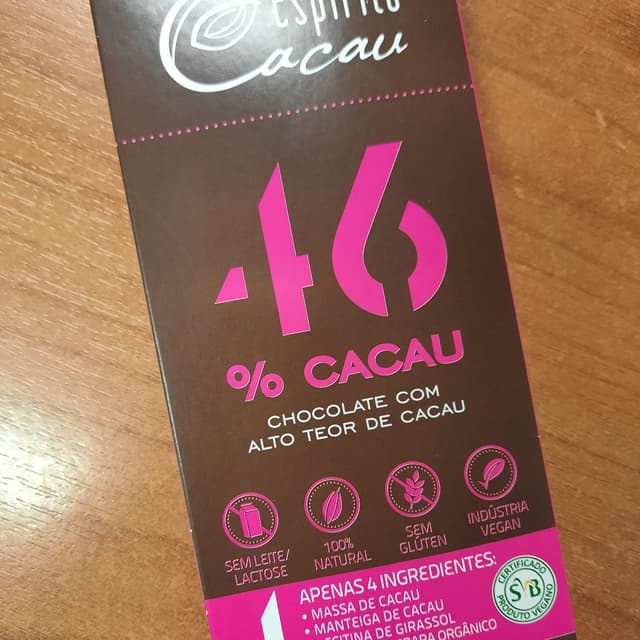 Espírito
Cacau
46
% CACAU
CHOCOLATE COM
ALTO TEOR DE CACAU
SEM LEITE/
LACTOSE
100%
NATURAL
SEM
GLÚTEN
INDÚSTRIA
VEGAN
APENAS 4 INGREDIENTES:
• MASSA DE CACAU
• MANTEIGA DE CACAU
LECITINA DE GIRASSOL
ORGÂNICO
CERTIFICADO
SVB
PRODUTO VEGANO